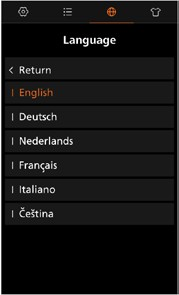 Language
< Return
| English
| Deutsch
| Nederlands
| Français
| Italiano
| Čeština